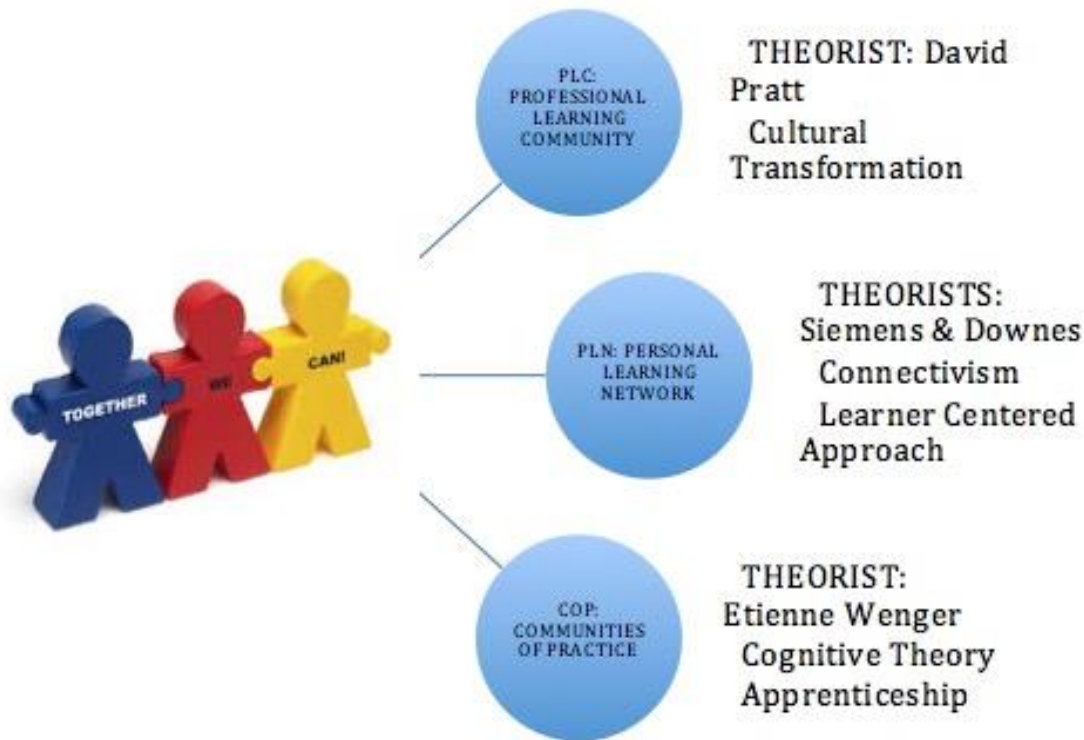 PLC:
PROFESSIONAL
LEARNING
COMMUNITY
THEORIST: David
Pratt
Cultural
Transformation
TOGETHER
WE
CAN!
PLN: PERSONAL
LEARNING
NETWORK
THEORISTS:
Siemens & Downes
Connectivism
Learner Centered
Approach
COP:
COMMUNITIES
OF PRACTICE
THEORIST:
Etienne Wenger
Cognitive Theory
Apprenticeship